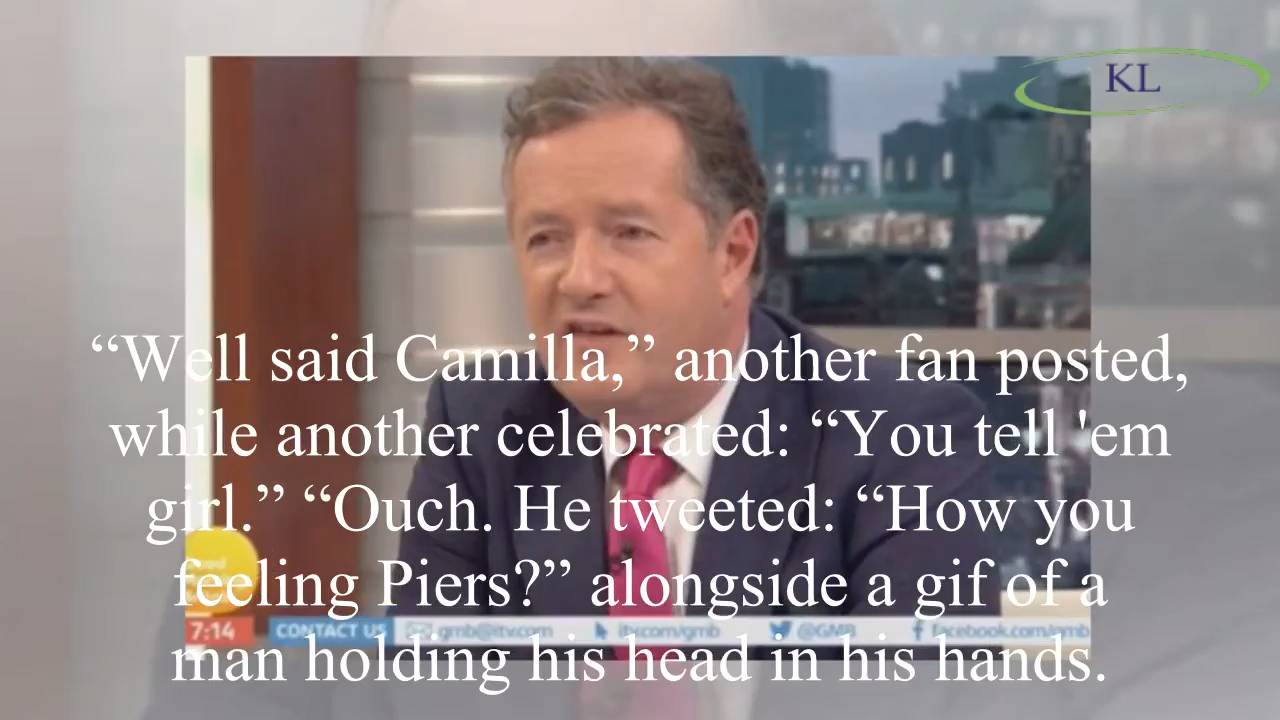 KL
“Well said Camilla,” another fan posted,
while another celebrated: “You tell 'em
girl.” “Ouch. He tweeted: “How you
feeling Piers?” alongside a gif of a
7:14 CONTACT US gmb@itv.com itv.com/gmb @GMB facebook.com/gmb
man holding his head in his hands.